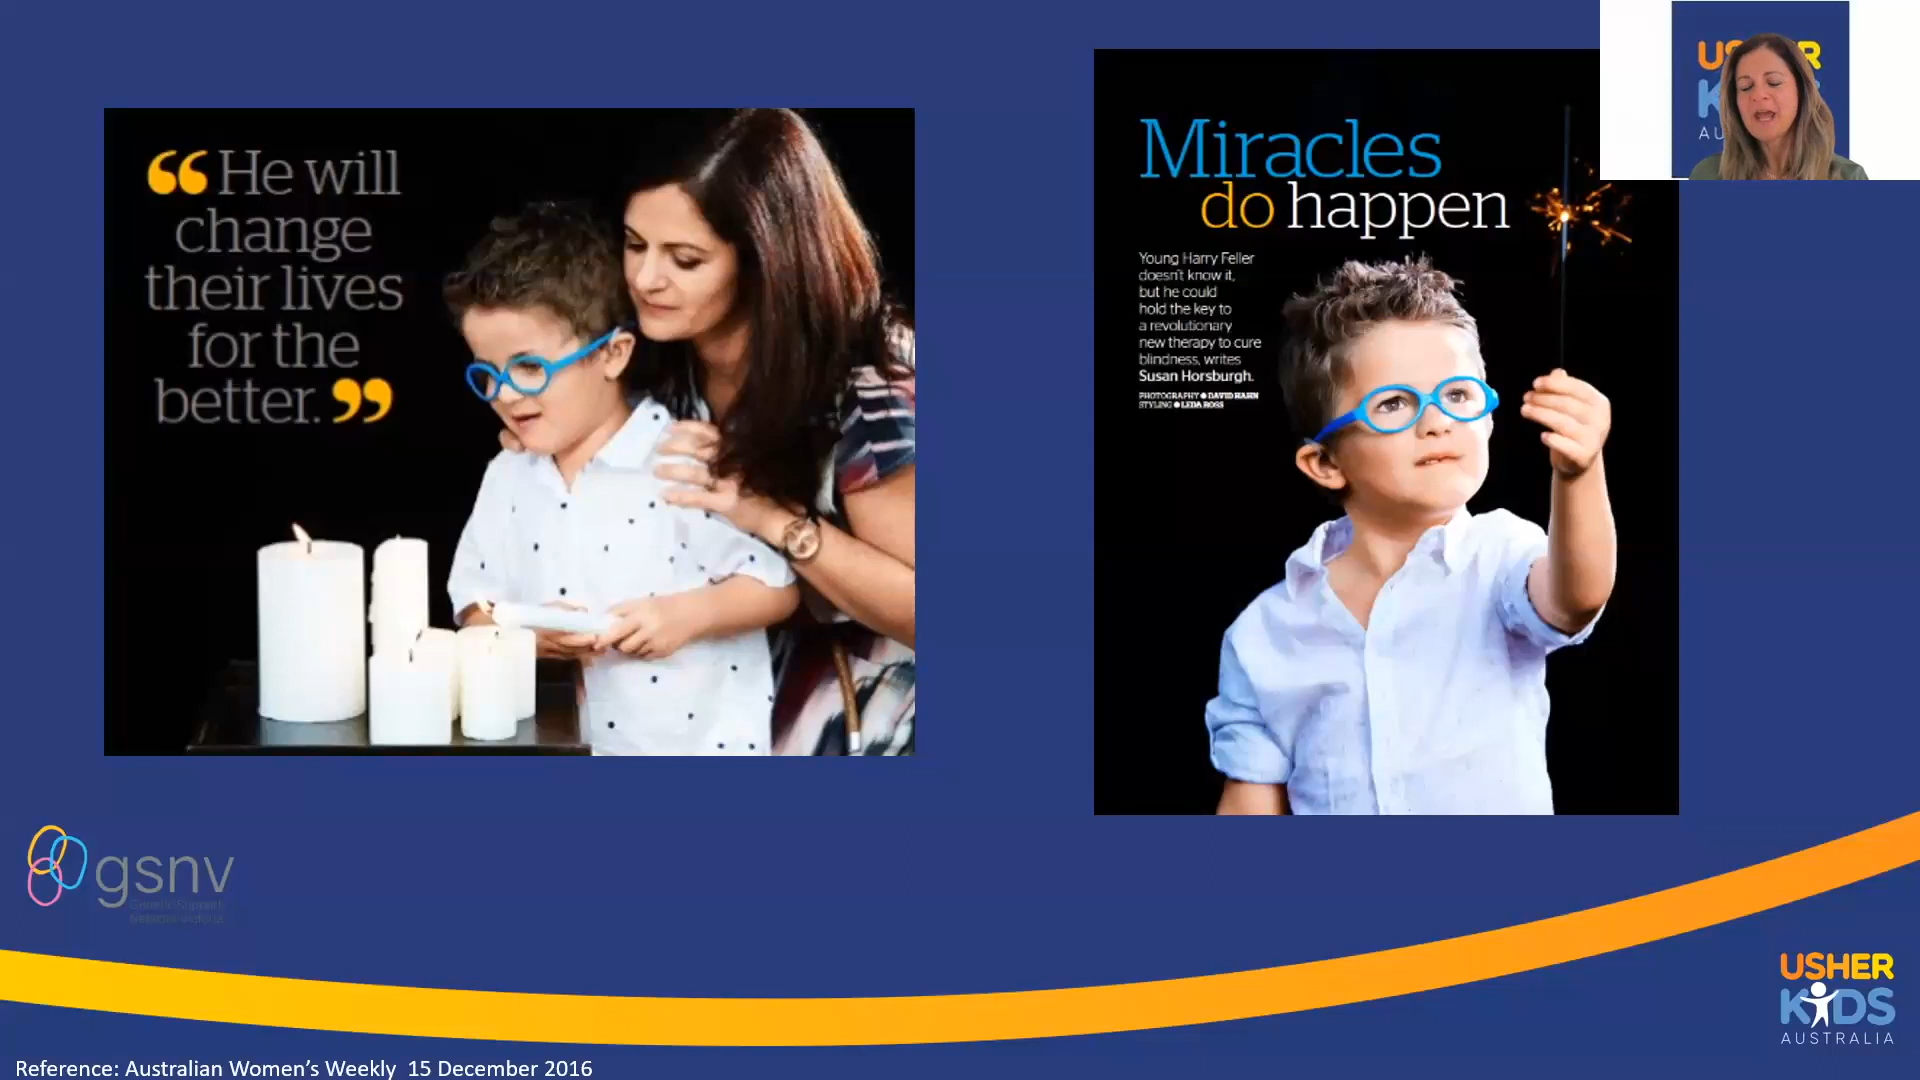 “ He will
change
their lives
for the
better. ”
Miracles
do happen
Young Harry Feller
doesn't know it,
but he could
hold the key to
a revolutionary
new therapy to cure
blindness, writes
Susan Horsburgh.
PHOTOGRAPHY ● DAVID HAHN
STYLING ● LEDA ROSS
gsnv
USHER
KIDS
AUSTRALIA
Reference: Australian Women's Weekly 15 December 2016